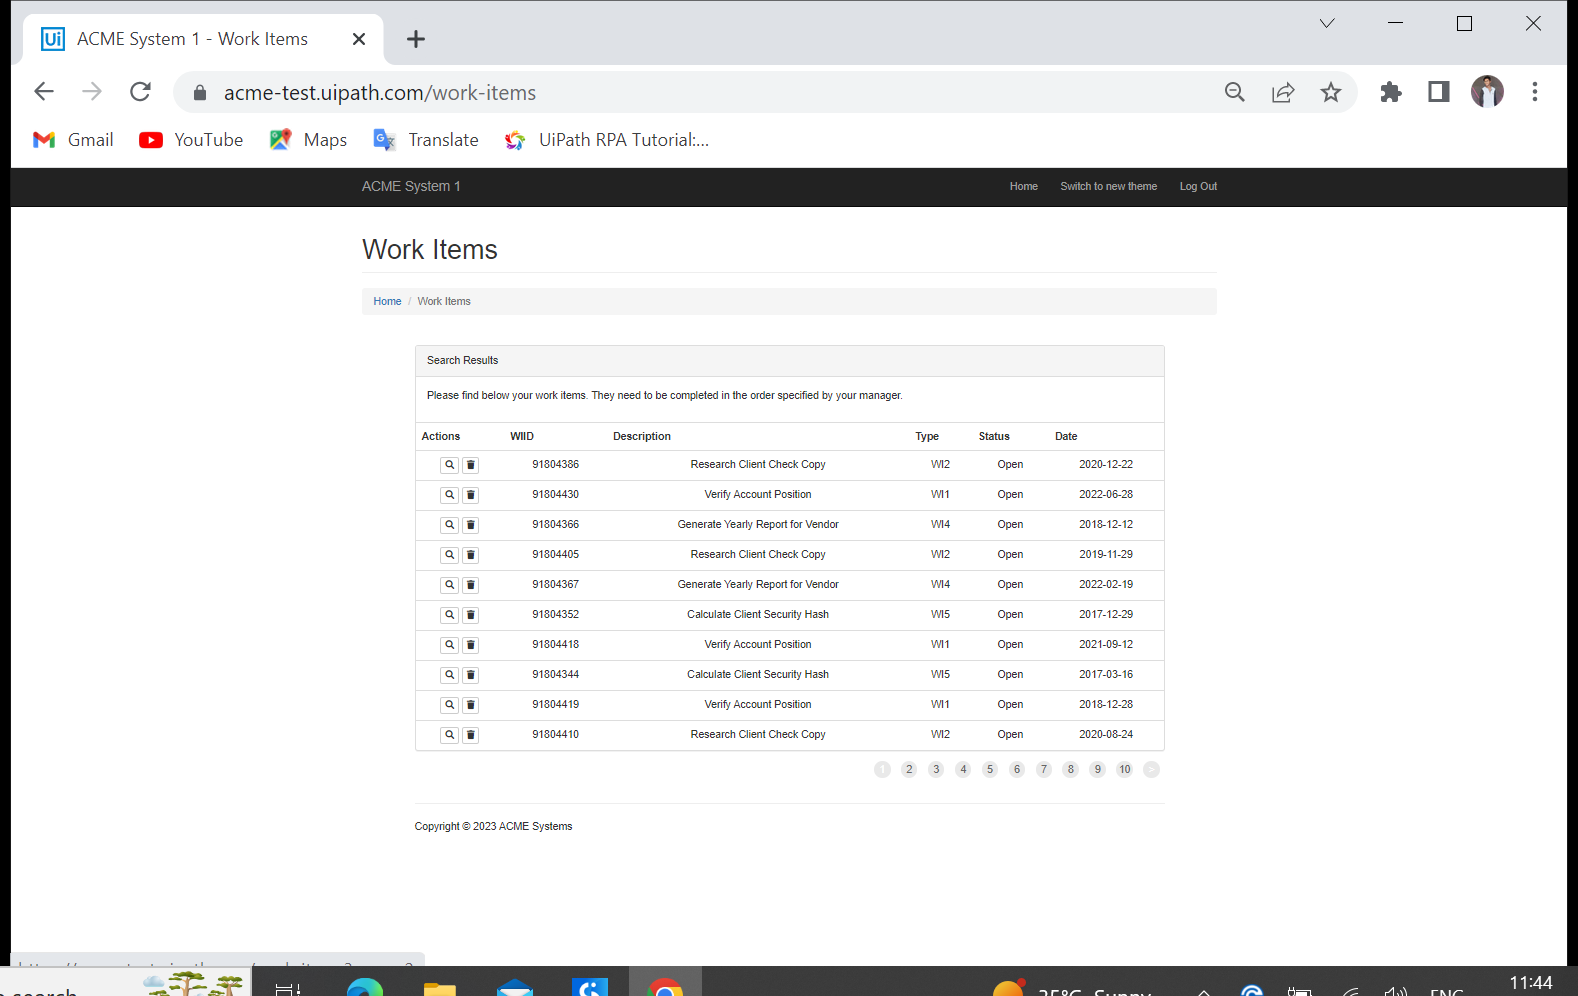 ACME System 1 - Work Items
acme-test.uipath.com/work-items
Gmail YouTube Maps Translate UiPath RPA Tutorial:...
ACME System 1 Home Switch to new theme Log Out
Work Items
Home / Work Items
Search Results
Please find below your work items. They need to be completed in the order specified by your manager.
Actions WIID Description Type Status Date
91804386 Research Client Check Copy WI2 Open 2020-12-22
91804430 Verify Account Position WI1 Open 2022-06-28
91804366 Generate Yearly Report for Vendor WI4 Open 2018-12-12
91804405 Research Client Check Copy WI2 Open 2019-11-29
91804367 Generate Yearly Report for Vendor WI4 Open 2022-02-19
91804352 Calculate Client Security Hash WI5 Open 2017-12-29
91804418 Verify Account Position WI1 Open 2021-09-12
91804344 Calculate Client Security Hash WI5 Open 2017-03-16
91804419 Verify Account Position WI1 Open 2018-12-28
91804410 Research Client Check Copy WI2 Open 2020-08-24
1 2 3 4 5 6 7 8 9 10 >
Copyright © 2023 ACME Systems
search 35°C Sunny ENG 11:44